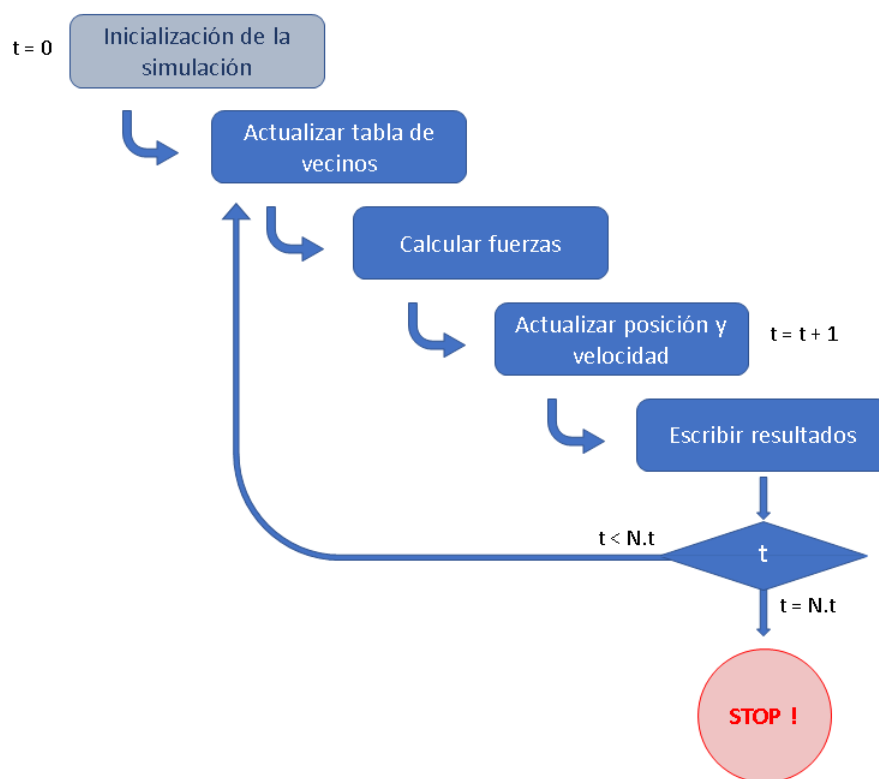 t = 0
Inicialización de la
simulación
Actualizar tabla de
vecinos
Calcular fuerzas
Actualizar posición y
velocidad
t = t + 1
Escribir resultados
t < N.t
t
t = N.t
STOP !